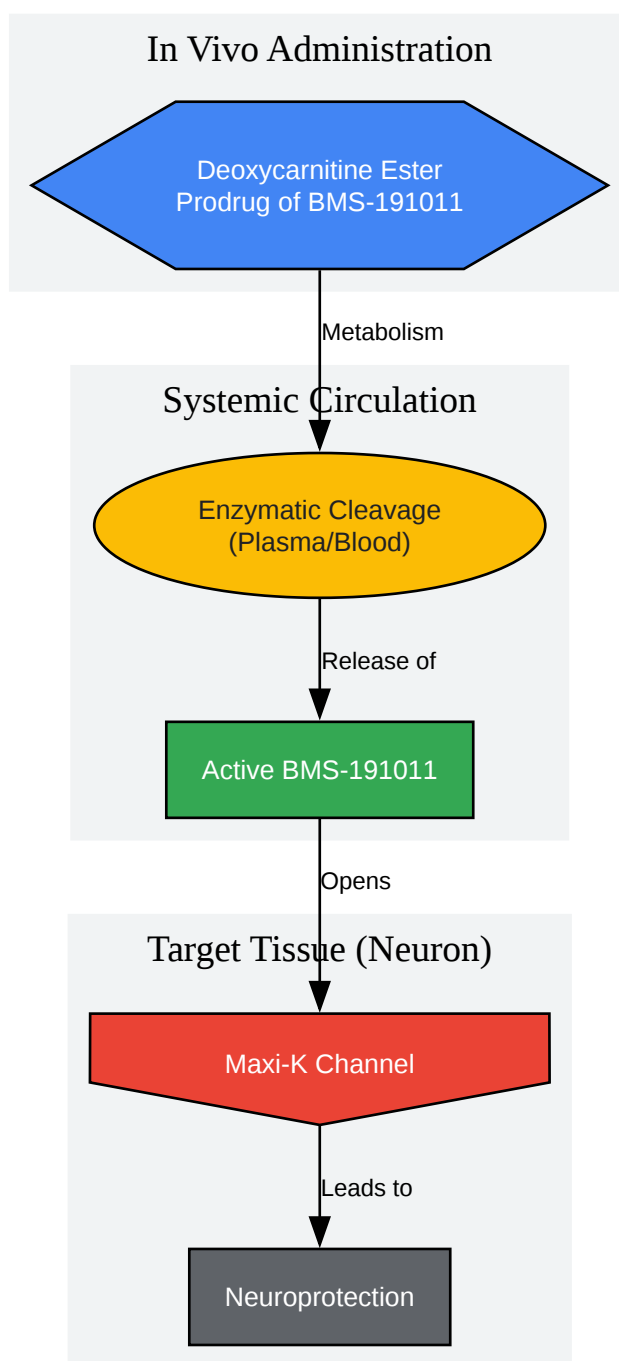 In Vivo Administration
Deoxycarnitine Ester
Prodrug of BMS-191011
Metabolism
Systemic Circulation
Enzymatic Cleavage
(Plasma/Blood)
Release of
Active BMS-191011
Opens
Target Tissue (Neuron)
Maxi-K Channel
Leads to
Neuroprotection